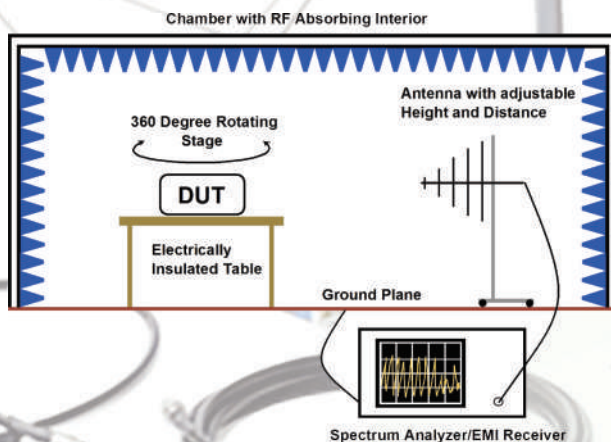 Chamber with RF Absorbing Interior
Antenna with adjustable
Height and Distance
360 Degree Rotating
Stage
DUT
Electrically
Insulated Table
Ground Plane
Spectrum Analyzer/EMI Receiver